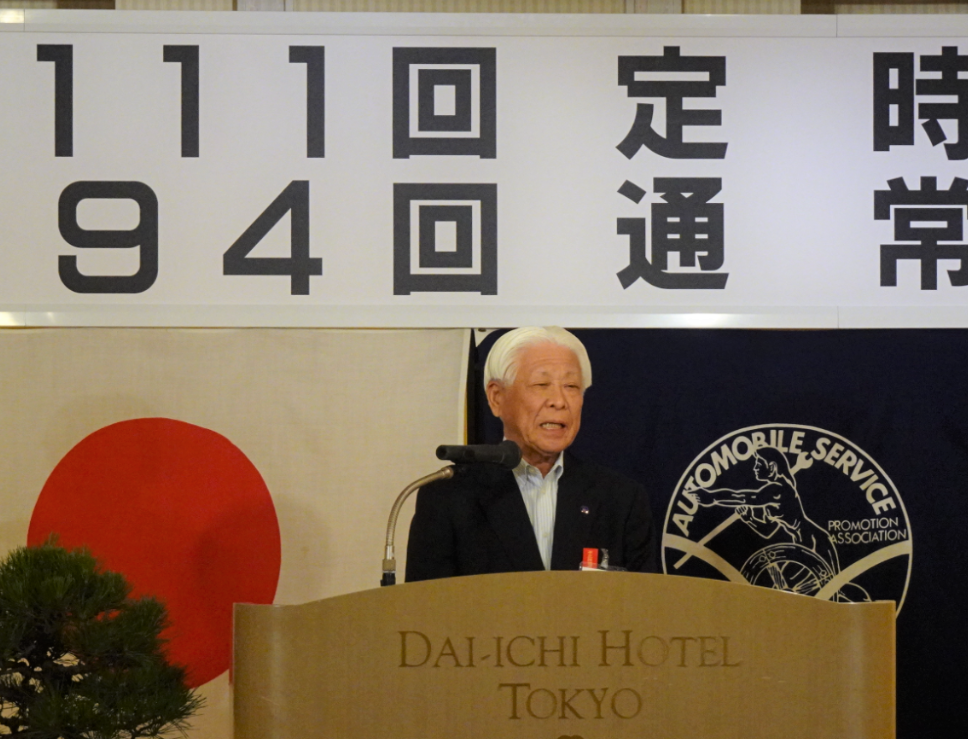 111回 定 時
94回 通 常
AUTOMOBILE SERVICE
PROMOTION
ASSOCIATION
DAI-ICHI HOTEL
TOKYO